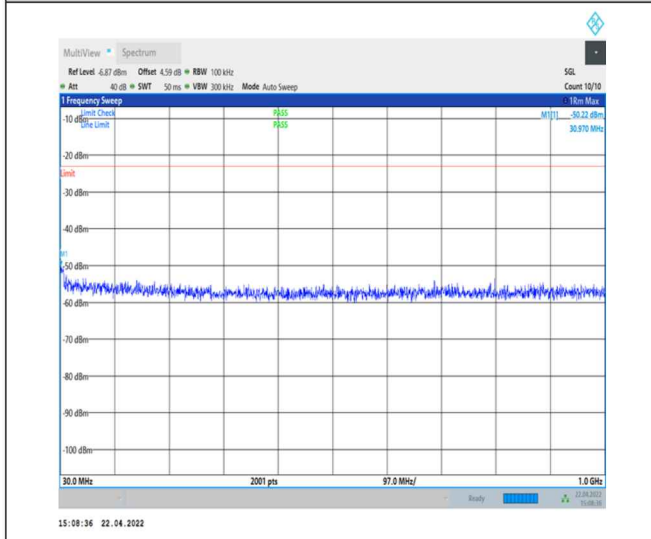 MultiView Spectrum
Ref Level -6.87 dBm Offset 4.59 dB RBW 100 kHz SGL
Att 40 dB SWT 50 ms VBW 300 kHz Mode Auto Sweep Count 10/10
1 Frequency Sweep 1Rm Max
Limit Check PASS M1[1] -50.22 dBm
-10 dBm
Line Limit PASS 30.970 MHz
-20 dBm
Limit
-30 dBm
-40 dBm
M1
-50 dBm
-60 dBm
-70 dBm
-80 dBm
-90 dBm
-100 dBm
30.0 MHz 2001 pts 97.0 MHz/ 1.0 GHz
Ready 22.04.2022
15:08:36
15:08:36 22.04.2022